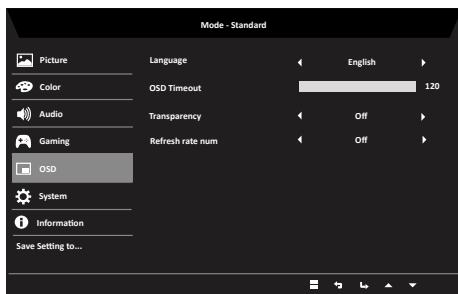 Mode - Standard
Picture
Language English
Color
OSD Timeout 120
Audio
Transparency Off
Gaming
Refresh rate num Off
OSD
System
Information
Save Setting to...